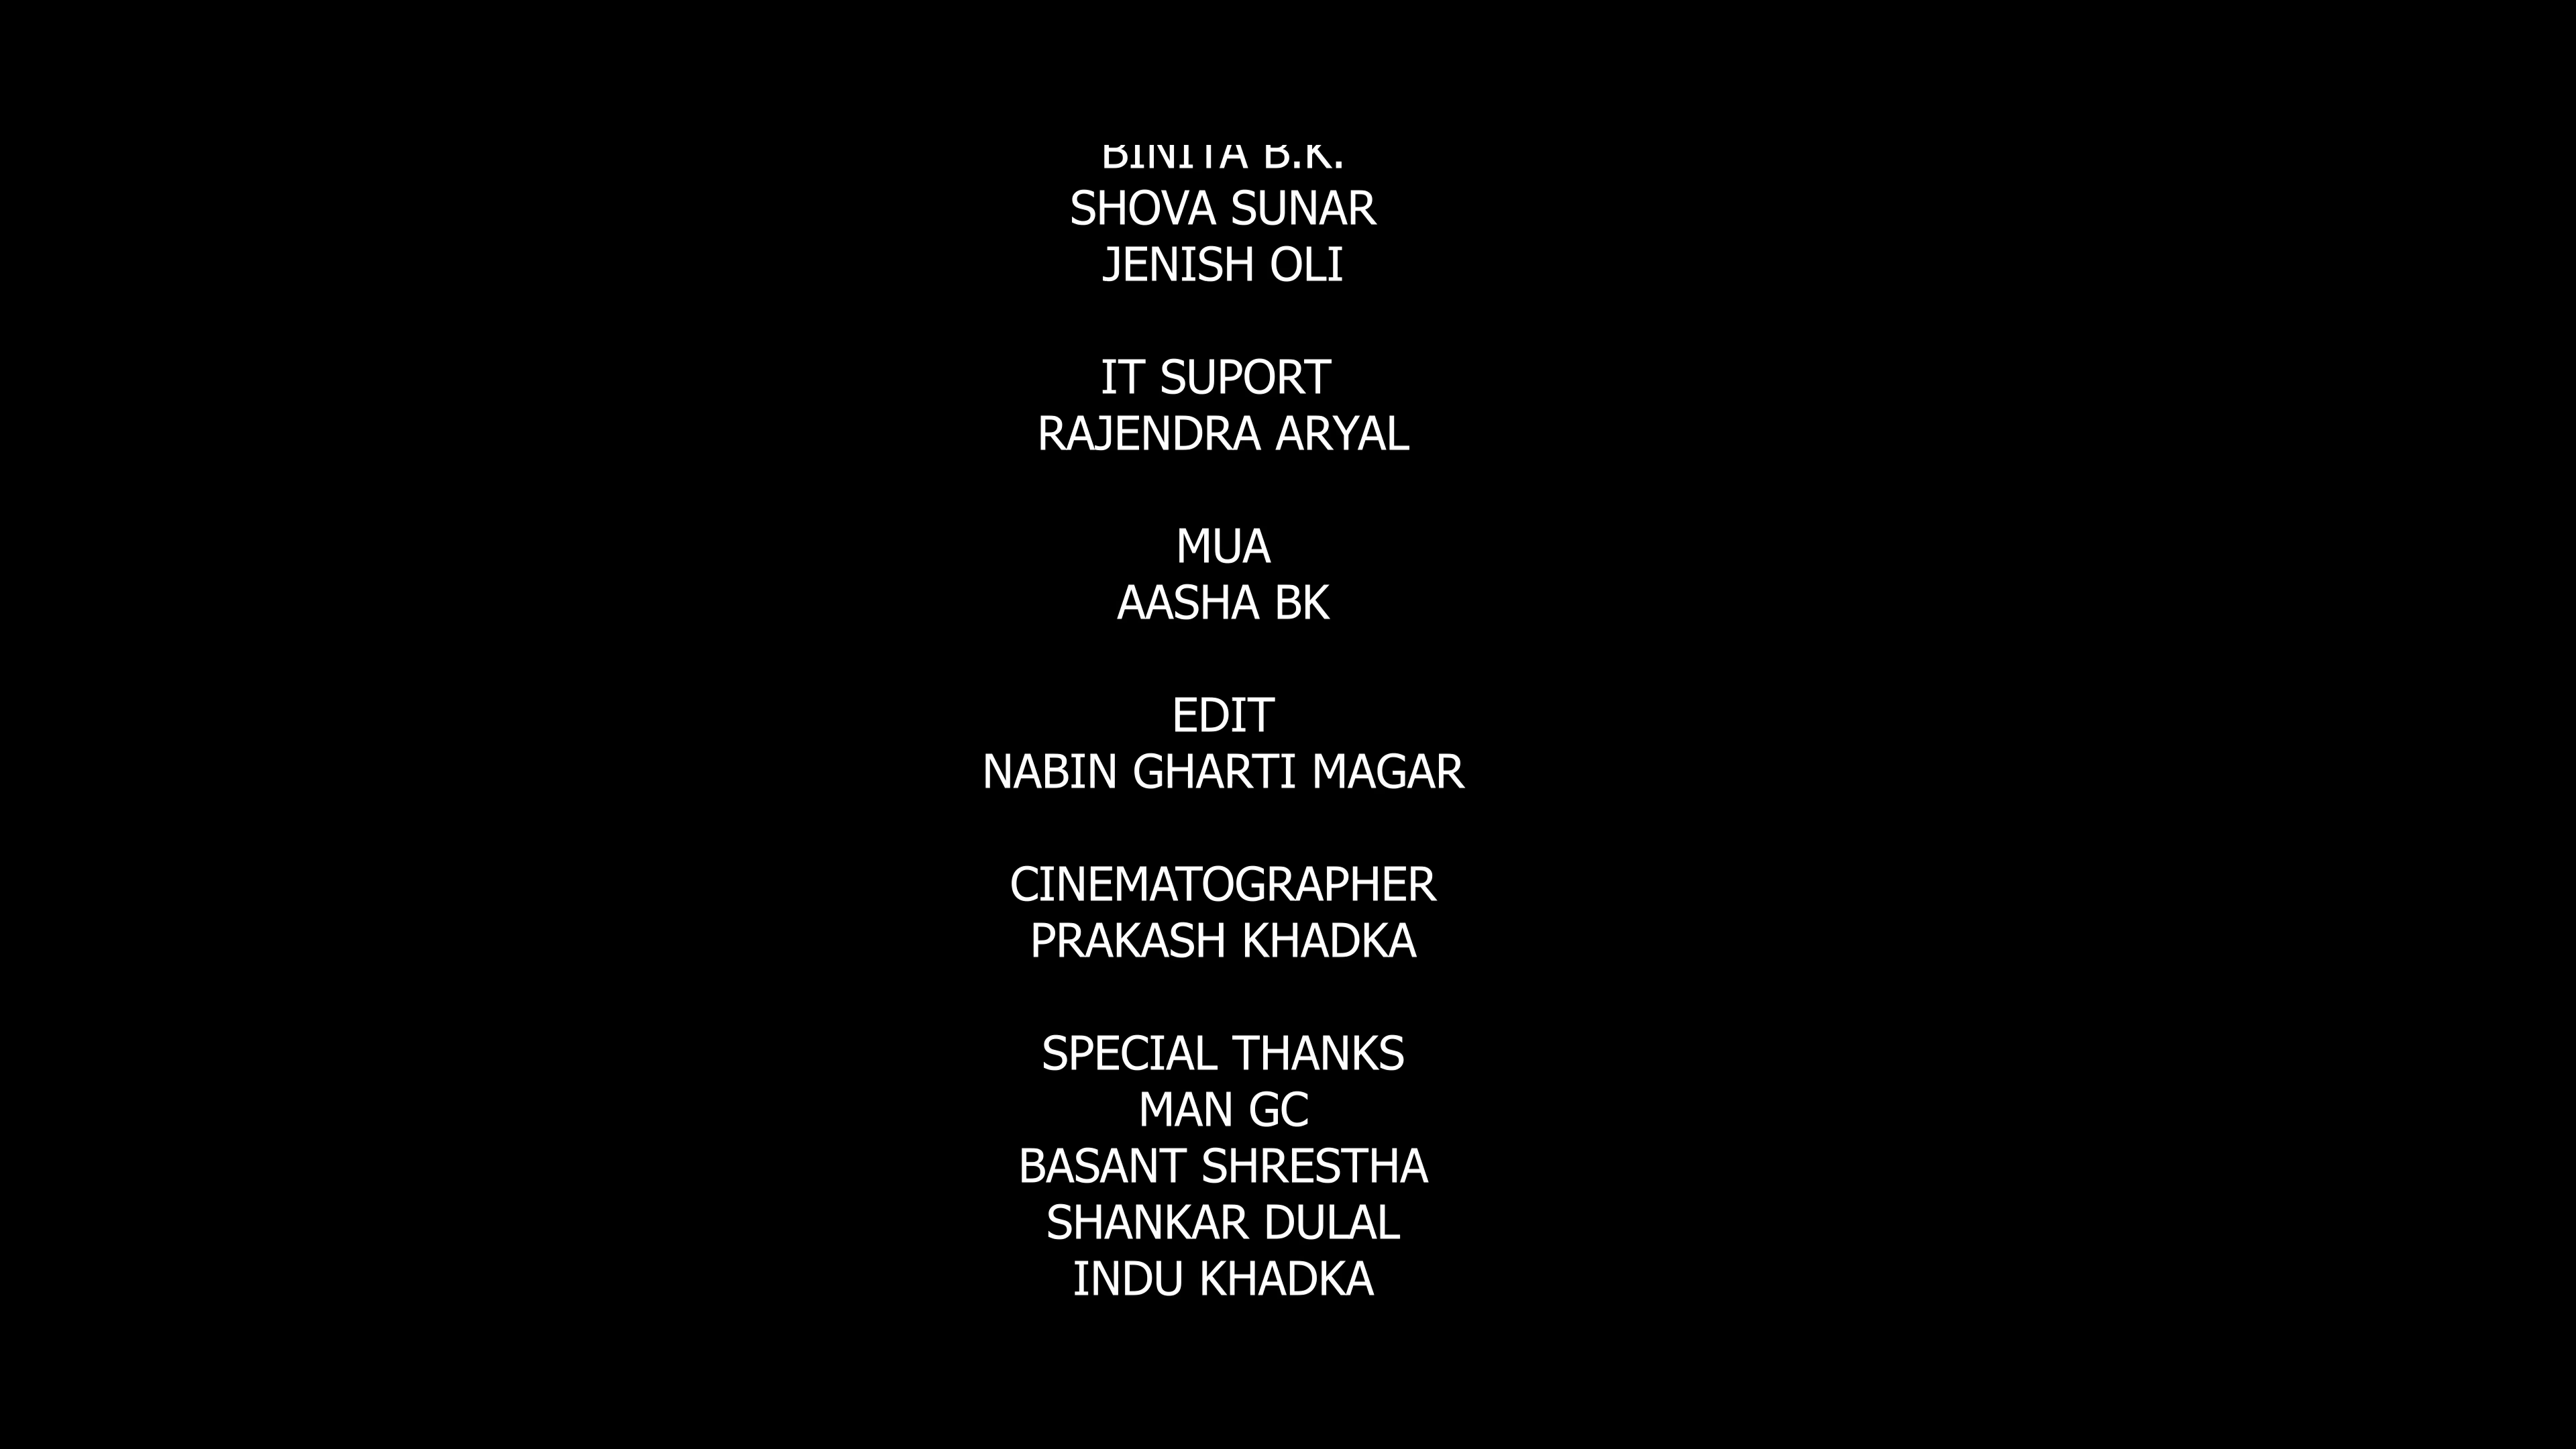 BINITA B.K.
SHOVA SUNAR
JENISH OLI
IT SUPORT
RAJENDRA ARYAL
MUA
AASHA BK
EDIT
NABIN GHARTI MAGAR
CINEMATOGRAPHER
PRAKASH KHADKA
SPECIAL THANKS
MAN GC
BASANT SHRESTHA
SHANKAR DULAL
INDU KHADKA